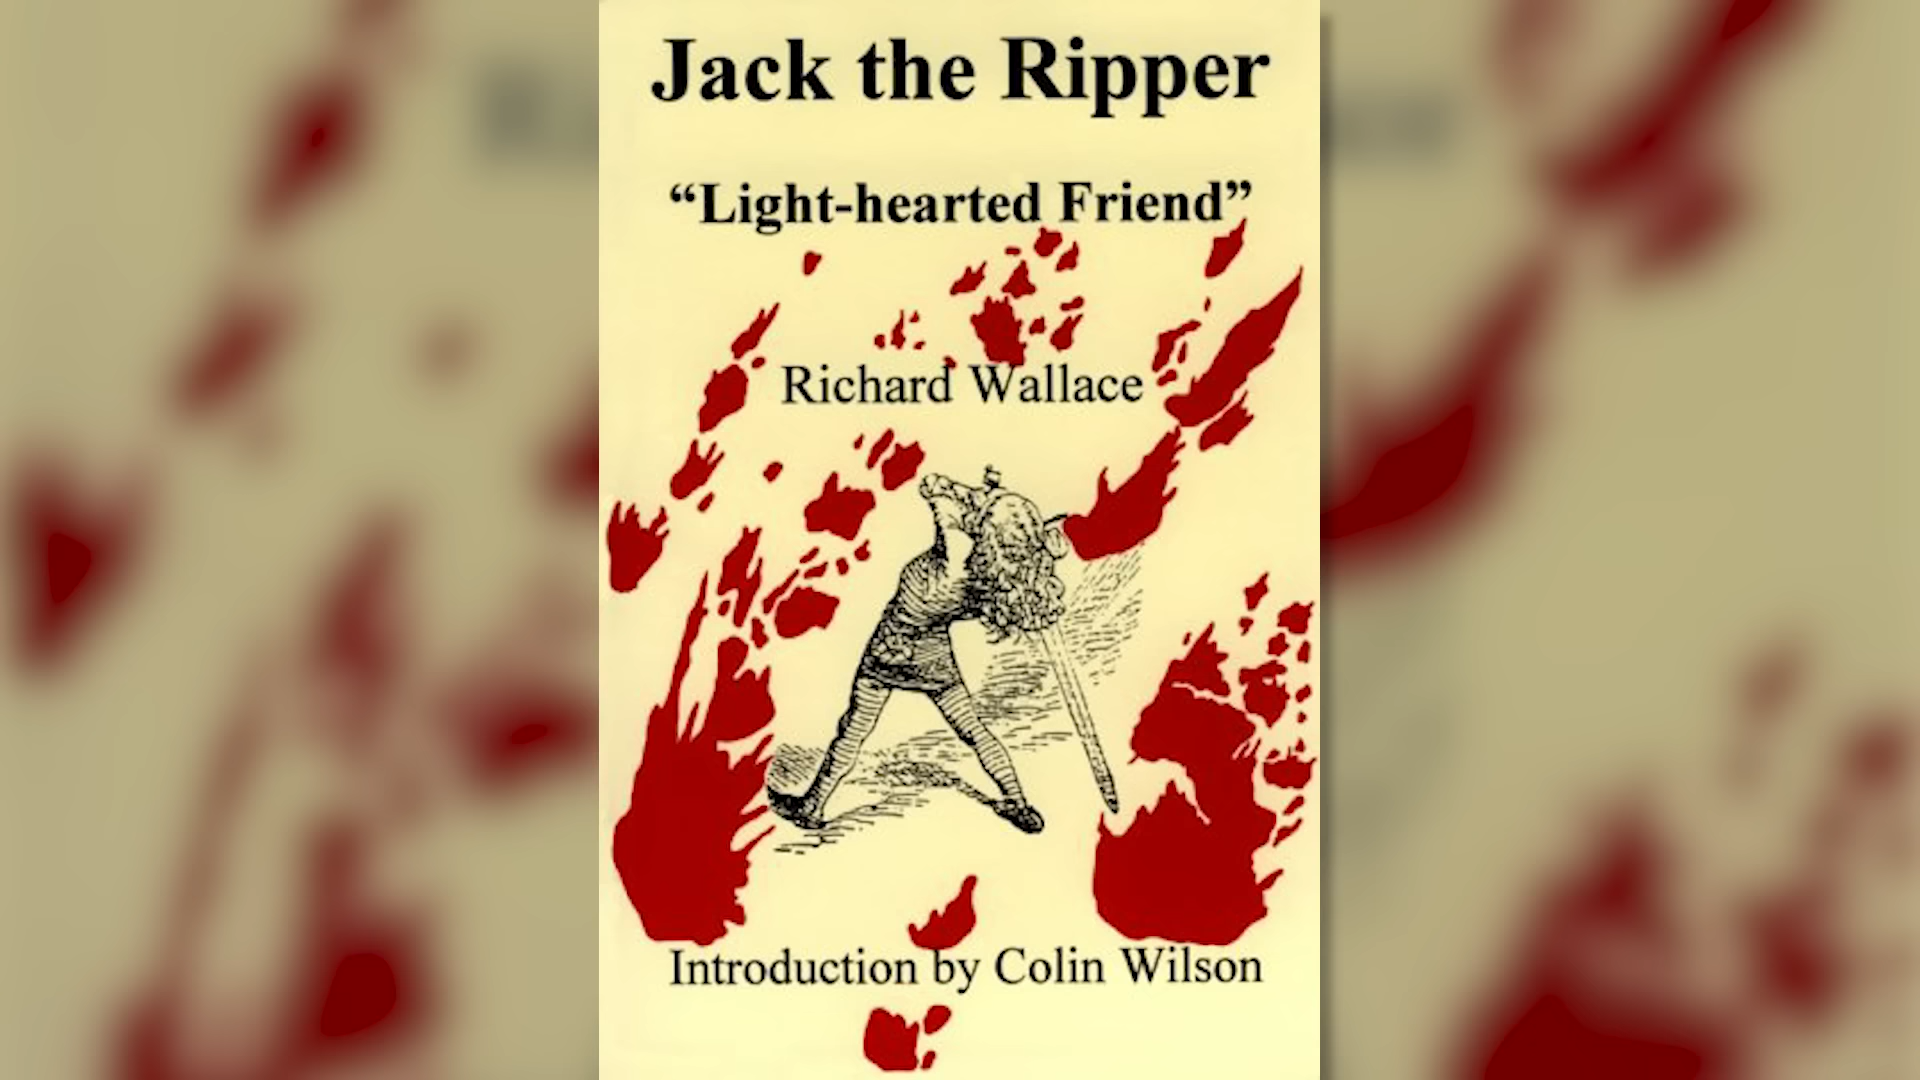 Jack the Ripper
“Light-hearted Friend”
Richard Wallace
Introduction by Colin Wilson